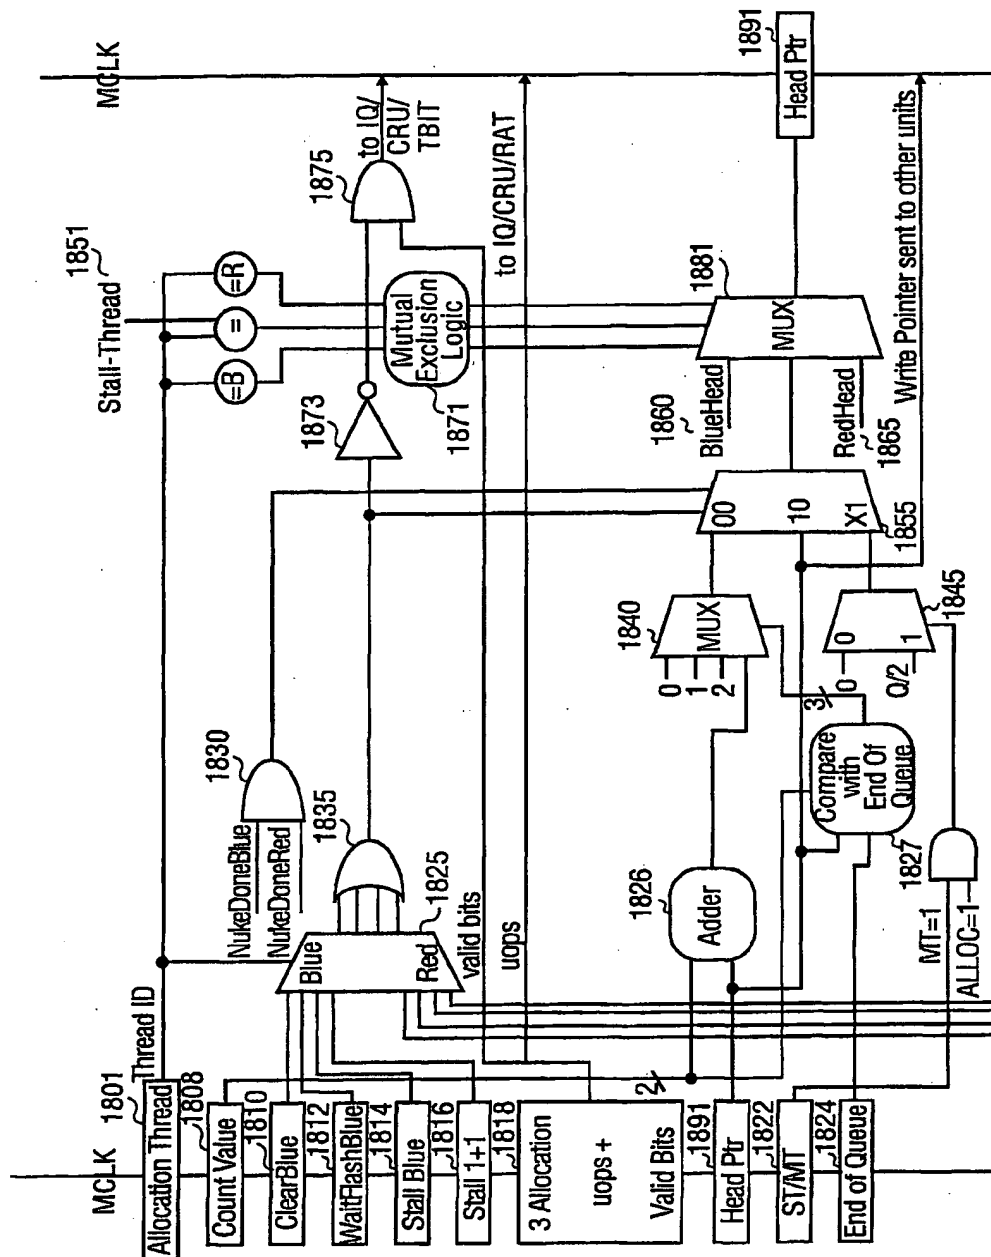 MCLK
1801
Allocation Thread
Thread ID
1808
Count Value
1810
ClearBlue
1812
WaitFlashBlue
1814
Stall Blue
1816
Stall 1+1
1818
3 Allocation
uops +
Valid Bits
1891
Head Ptr
1822
ST/MT
1824
End of Queue
2
NukeDoneBlue
NukeDoneRed
1830
1835
Blue
Red
1825
valid bits
uops
1826
Adder
Compare
with
End Of
Queue
1827
MT=1
ALLOC=1
3
0
1
2
MUX
1840
0
Q/2
0
1
1845
00
10
X1
1855
1873
Stall-Thread
1851
=B
=
=R
Mutual
Exclusion
Logic
1871
1875
to IQ/
CRU/
TBIT
to IQ/CRU/RAT
1860
BlueHead
RedHead
1865
MUX
1881
Write Pointer sent to other units
MCLK
Head Ptr
1891